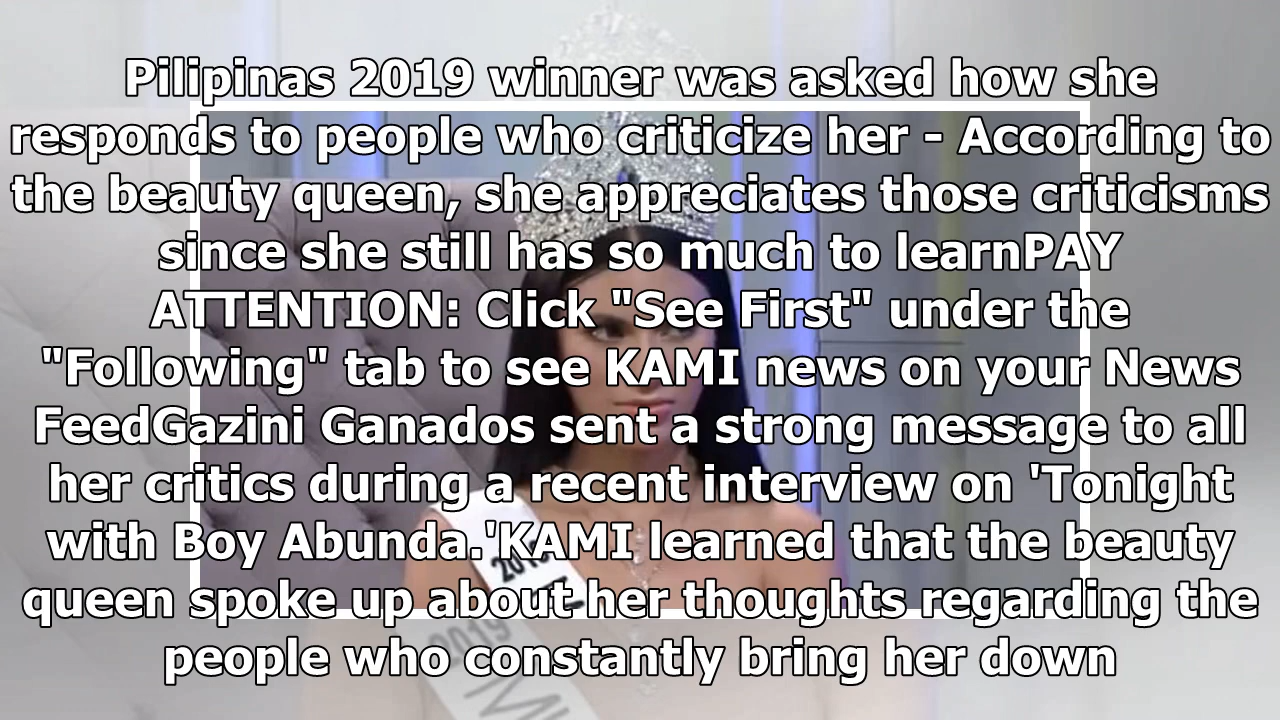 Pilipinas 2019 winner was asked how she
responds to people who criticize her - According to
the beauty queen, she appreciates those criticisms
since she still has so much to learnPAY
ATTENTION: Click "See First" under the
"Following" tab to see KAMI news on your News
FeedGazini Ganados sent a strong message to all
her critics during a recent interview on 'Tonight
with Boy Abunda.'KAMI learned that the beauty
queen spoke up about her thoughts regarding the
people who constantly bring her down
2019
2019